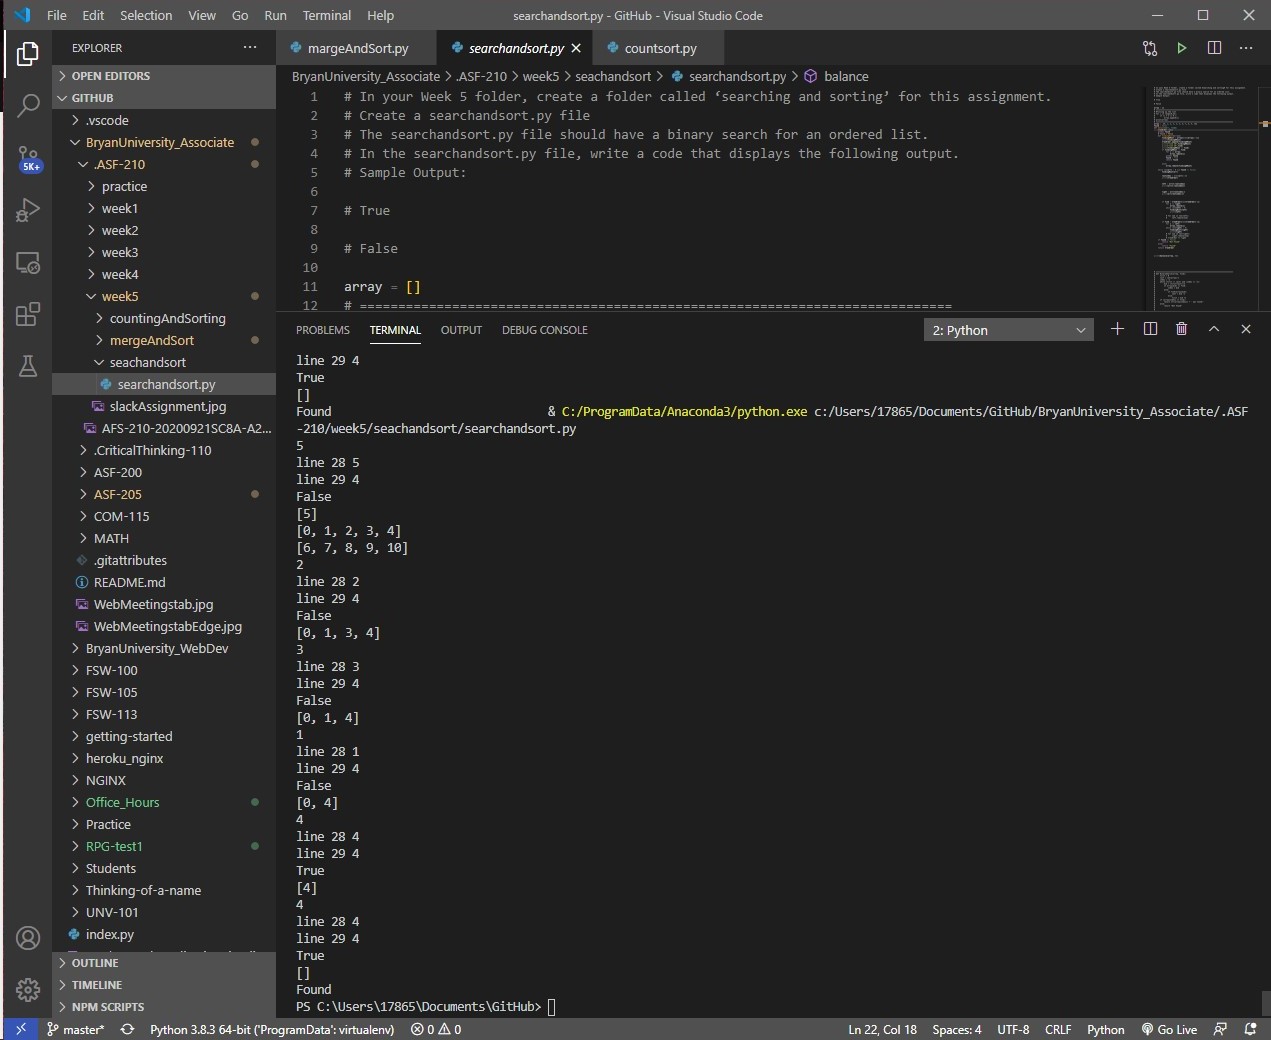 File Edit Selection View Go Run Terminal Help
searchandsort.py - GitHub - Visual Studio Code
EXPLORER
OPEN EDITORS
GITHUB
.vscode
BryanUniversity_Associate
.ASF-210
practice
week1
week2
week3
week4
week5
countingAndSorting
mergeAndSort
seachandsort
searchandsort.py
slackAssignment.jpg
AFS-210-20200921SC8A-A2...
.CriticalThinking-110
ASF-200
ASF-205
COM-115
MATH
.gitattributes
README.md
WebMeetingstab.jpg
WebMeetingstabEdge.jpg
BryanUniversity_WebDev
FSW-100
FSW-105
FSW-113
getting-started
heroku_nginx
NGINX
Office_Hours
Practice
RPG-test1
Students
Thinking-of-a-name
UNV-101
index.py
OUTLINE
TIMELINE
NPM SCRIPTS
5K+
margeAndSort.py
searchandsort.py
countsort.py
BryanUniversity_Associate > .ASF-210 > week5 > seachandsort > searchandsort.py > balance
1 # In your Week 5 folder, create a folder called ‘searching and sorting’ for this assignment.
2 # Create a searchandsort.py file
3 # The searchandsort.py file should have a binary search for an ordered list.
4 # In the searchandsort.py file, write a code that displays the following output.
5 # Sample Output:
6
7 # True
8
9 # False
10
11 array = []
12 # =============================================================================
PROBLEMS TERMINAL OUTPUT DEBUG CONSOLE
2: Python
line 29 4
True
[]
Found & C:/ProgramData/Anaconda3/python.exe c:/Users/17865/Documents/GitHub/BryanUniversity_Associate/.ASF
-210/week5/seachandsort/searchandsort.py
5
line 28 5
line 29 4
False
[5]
[0, 1, 2, 3, 4]
[6, 7, 8, 9, 10]
2
line 28 2
line 29 4
False
[0, 1, 3, 4]
3
line 28 3
line 29 4
False
[0, 1, 4]
1
line 28 1
line 29 4
False
[0, 4]
4
line 28 4
line 29 4
True
[4]
4
line 28 4
line 29 4
True
[]
Found
PS C:\Users\17865\Documents\GitHub>
master* Python 3.8.3 64-bit ('ProgramData': virtualenv) 0 0 Ln 22, Col 18 Spaces: 4 UTF-8 CRLF Python Go Live